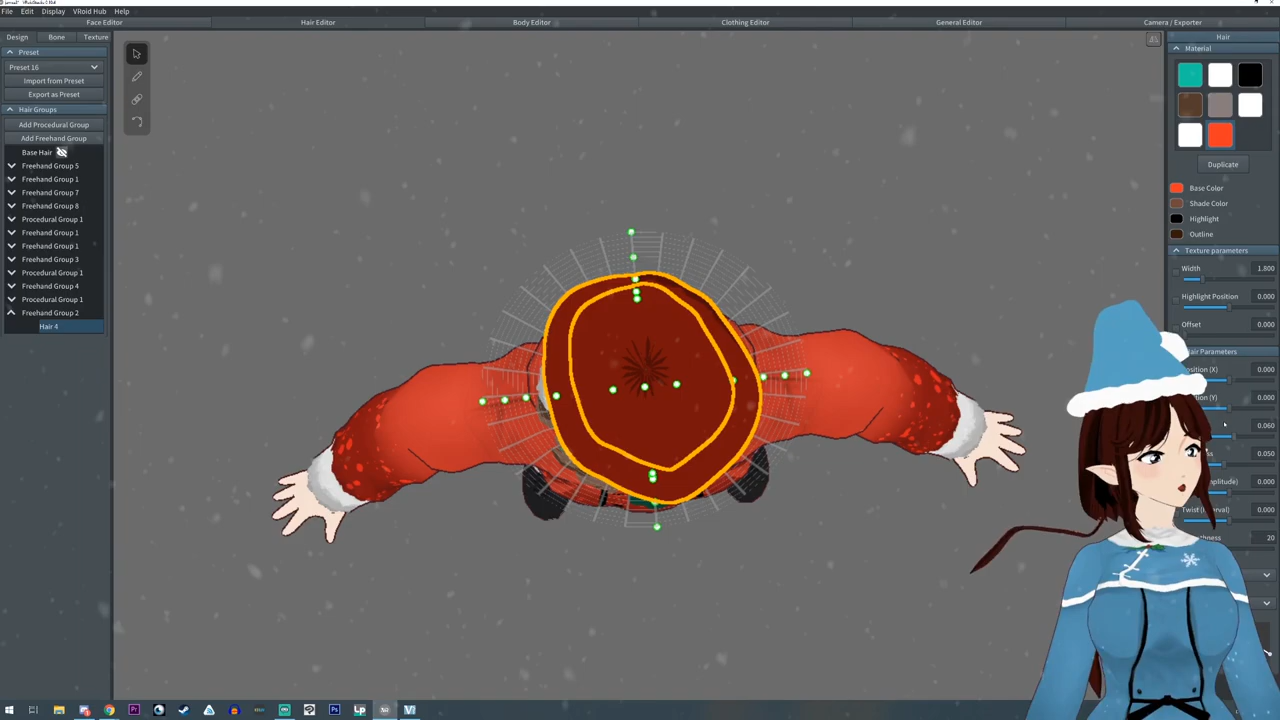 File Edit Display VRoid Hub Help
Face Editor Hair Editor Body Editor Clothing Editor General Editor Camera / Exporter
Design Bone Texture
Preset
Preset 16
Import from Preset
Export as Preset
Hair Groups
Add Procedural Group
Add Freehand Group
Base Hair
Freehand Group 5
Freehand Group 1
Freehand Group 7
Freehand Group 8
Procedural Group 1
Freehand Group 1
Freehand Group 1
Freehand Group 3
Procedural Group 1
Freehand Group 4
Procedural Group 1
Freehand Group 2
Hair 4
Hair
Material
Duplicate
Base Color
Shade Color
Highlight
Outline
Texture parameters
Width 1.800
Highlight Position 0.000
Offset 0.000
Hair Parameters
Position (X) 0.000
(Y) 0.000
0.060
0.050
0.000
Twist (Interval) 0.000
20